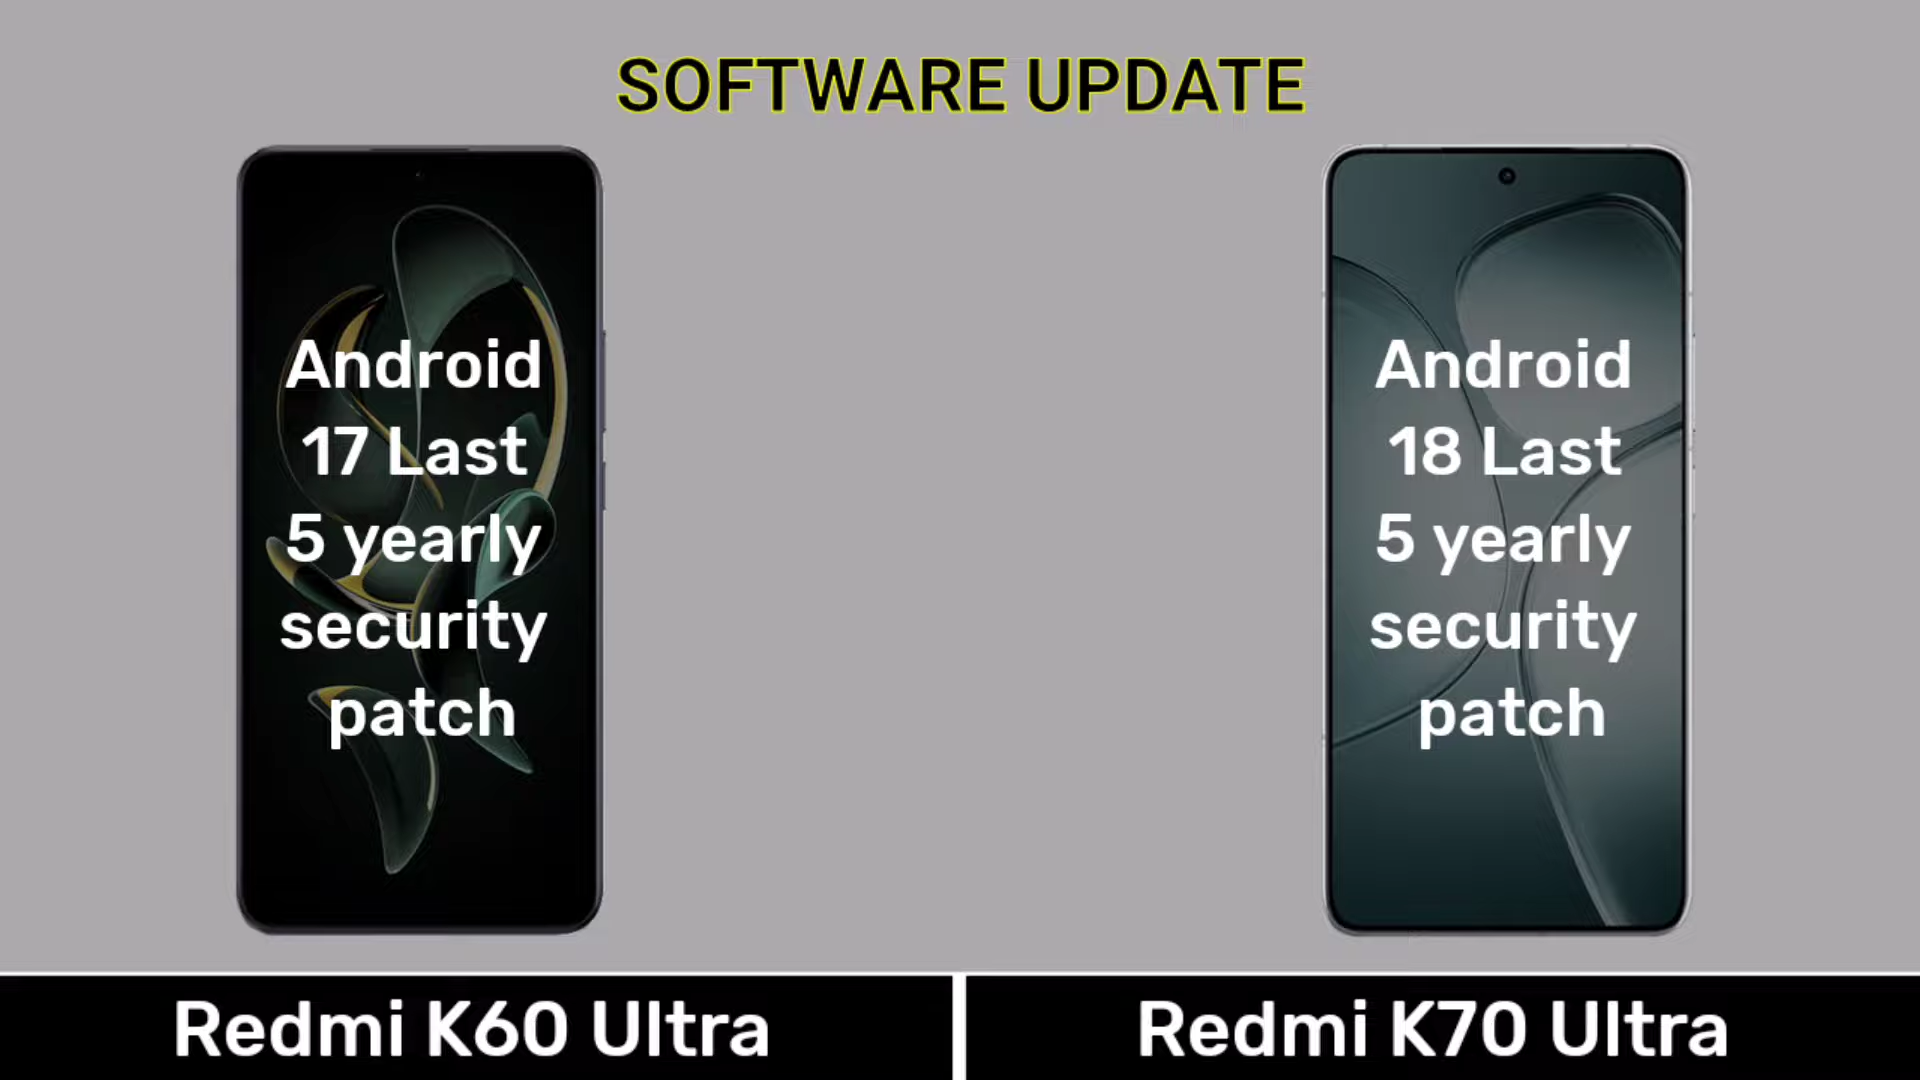 SOFTWARE UPDATE
Android
17 Last
5 yearly
security
patch
Android
18 Last
5 yearly
security
patch
Redmi K60 Ultra
Redmi K70 Ultra